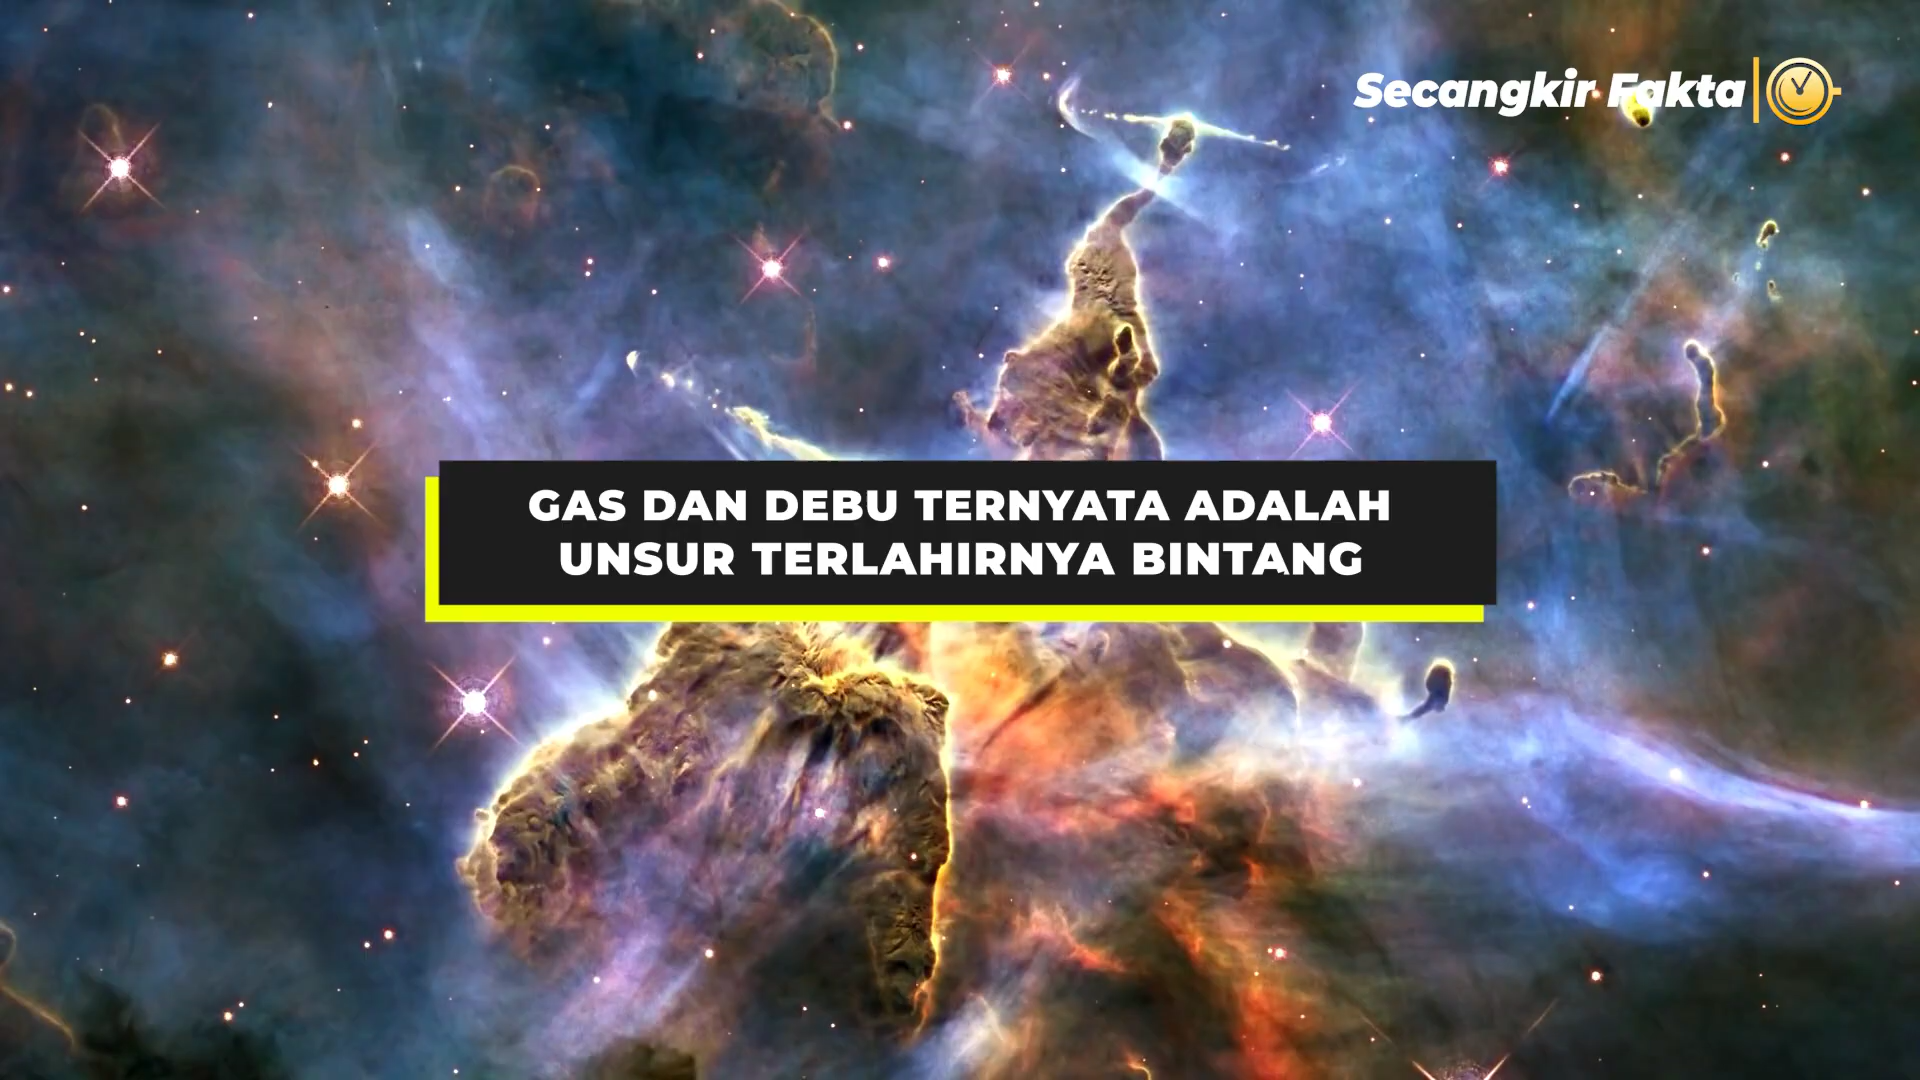 Secangkir Fakta
GAS DAN DEBU TERNYATA ADALAH
UNSUR TERLAHIRNYA BINTANG